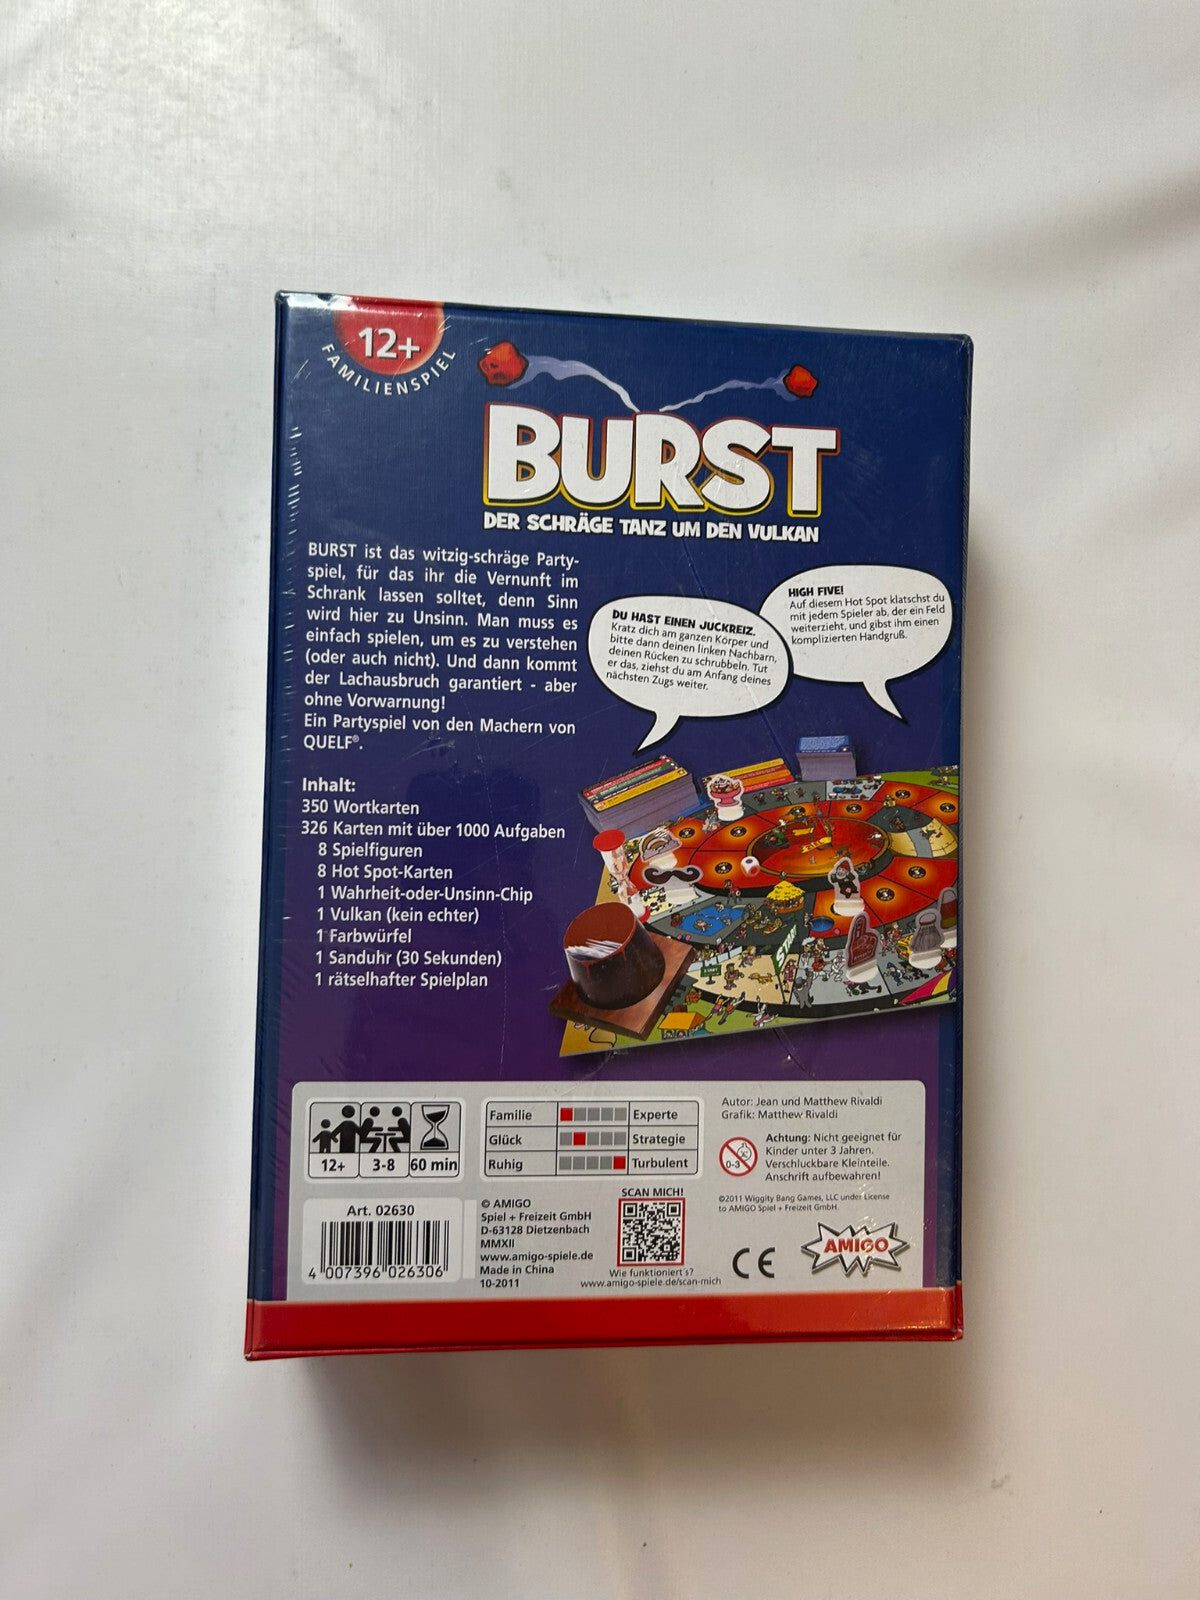 12+
FAMILIENSPIEL
BURST
DER SCHRÄGE TANZ UM DEN VULKAN
BURST ist das witzig-schräge Party-
spiel, für das ihr die Vernunft im
Schrank lassen solltet, denn Sinn
wird hier zu Unsinn. Man muss es
einfach spielen, um es zu verstehen
(oder auch nicht). Und dann kommt
der Lachausbruch garantiert - aber
ohne Vorwarnung!
Ein Partyspiel von den Machern von
QUELF®.
DU HAST EINEN JUCKREIZ.
Kratz dich am ganzen Körper und
bitte dann deinen linken Nachbarn,
deinen Rücken zu schrubbeln. Tut
er das, ziehst du am Anfang deines
nächsten Zugs weiter.
HIGH FIVE!
Auf diesem Hot Spot klatschst du
mit jedem Spieler ab, der ein Feld
weiterzieht, und gibst ihm einen
komplizierten Handgruß.
Inhalt:
350 Wortkarten
326 Karten mit über 1000 Aufgaben
8 Spielfiguren
8 Hot Spot-Karten
1 Wahrheit-oder-Unsinn-Chip
1 Vulkan (kein echter)
1 Farbwürfel
1 Sanduhr (30 Sekunden)
1 rätselhafter Spielplan
START
12+ 3-8 60 min
Familie Experte
Glück Strategie
Ruhig Turbulent
Autor: Jean und Matthew Rivaldi
Grafik: Matthew Rivaldi
0-3
Achtung: Nicht geeignet für
Kinder unter 3 Jahren.
Verschluckbare Kleinteile.
Anschrift aufbewahren!
©2011 Wiggity Bang Games, LLC under License
to AMIGO Spiel + Freizeit GmbH.
Art. 02630
4 007396 026306
© AMIGO
Spiel + Freizeit GmbH
D-63128 Dietzenbach
MMXII
www.amigo-spiele.de
Made in China
10-2011
SCAN MICH!
Wie funktioniert's?
www.amigo-spiele.de/scan-mich
CE
AMIGO